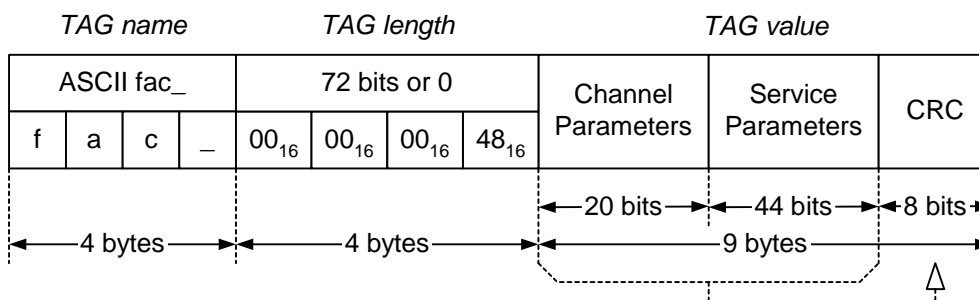 TAG name TAG length TAG value
ASCII fac_ 72 bits or 0 Channel Parameters Service Parameters CRC
f a c _ 00₁₆ 00₁₆ 00₁₆ 48₁₆
20 bits 44 bits 8 bits
4 bytes 4 bytes 9 bytes